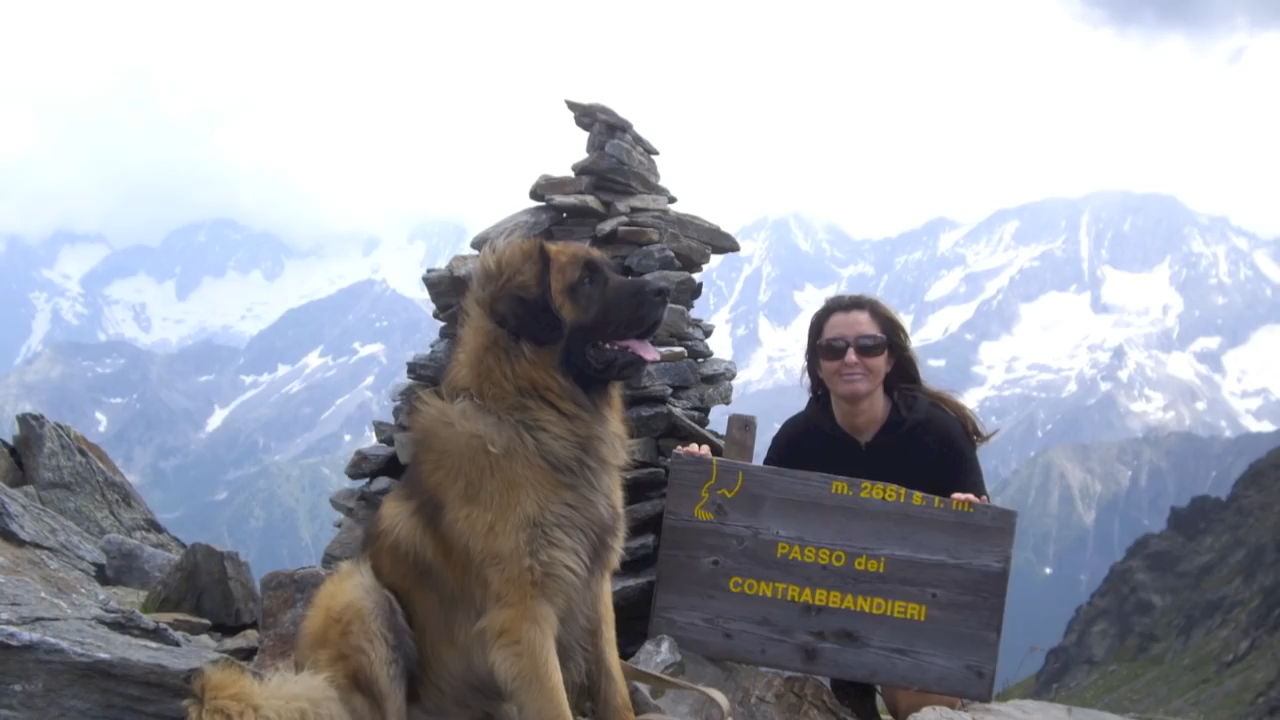 m. 2681 s. l. m.
PASSO dei
CONTRABBANDIERI